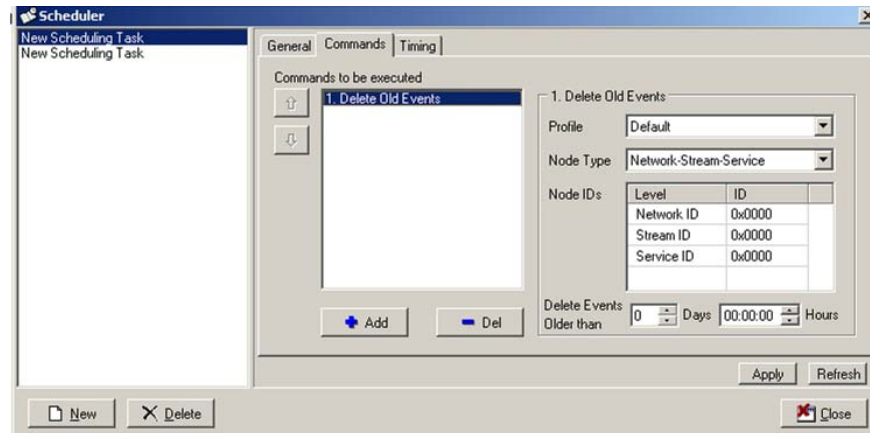 Scheduler
New Scheduling Task
New Scheduling Task
General Commands Timing
Commands to be executed
1. Delete Old Events
1. Delete Old Events
Profile Default
Node Type Network-Stream-Service
Node IDs Level ID
Network ID 0x0000
Stream ID 0x0000
Service ID 0x0000
Delete Events
Older than 0 Days 00:00:00 Hours
Add Del
Apply Refresh
New Delete Close